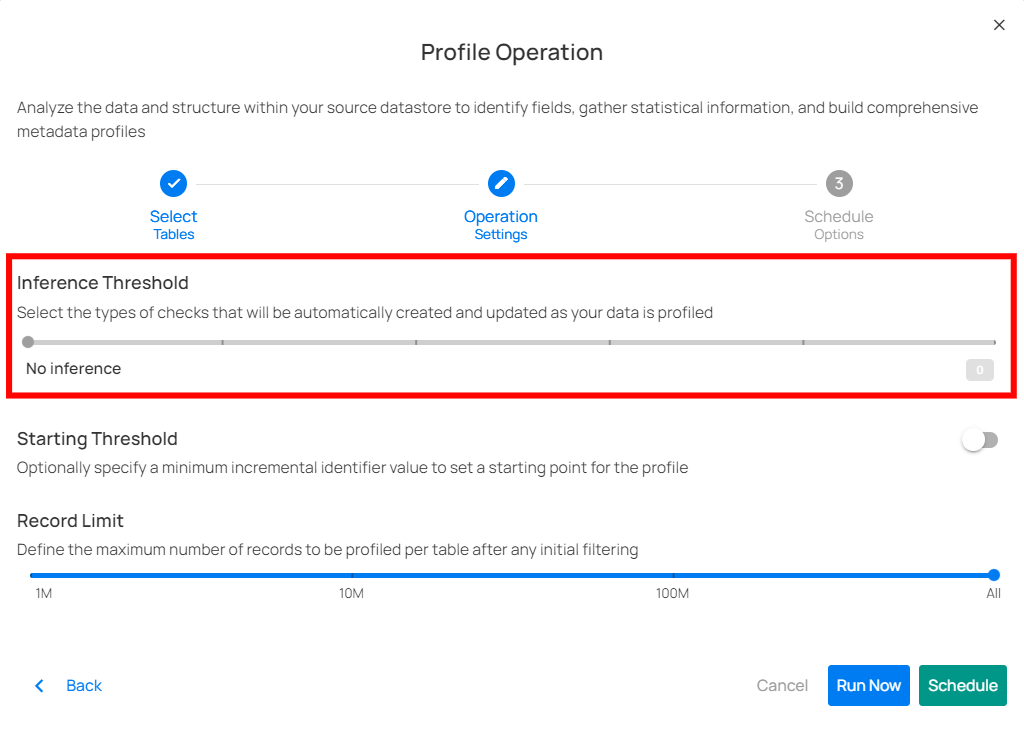 Profile Operation
Analyze the data and structure within your source datastore to identify fields, gather statistical information, and build comprehensive
metadata profiles
3
Select
Tables
Operation
Settings
Schedule
Options
Inference Threshold
Select the types of checks that will be automatically created and updated as your data is profiled
No inference
0
Starting Threshold
Optionally specify a minimum incremental identifier value to set a starting point for the profile
Record Limit
Define the maximum number of records to be profiled per table after any initial filtering
1M
10M
100M
All
Back
Cancel
Run Now
Schedule